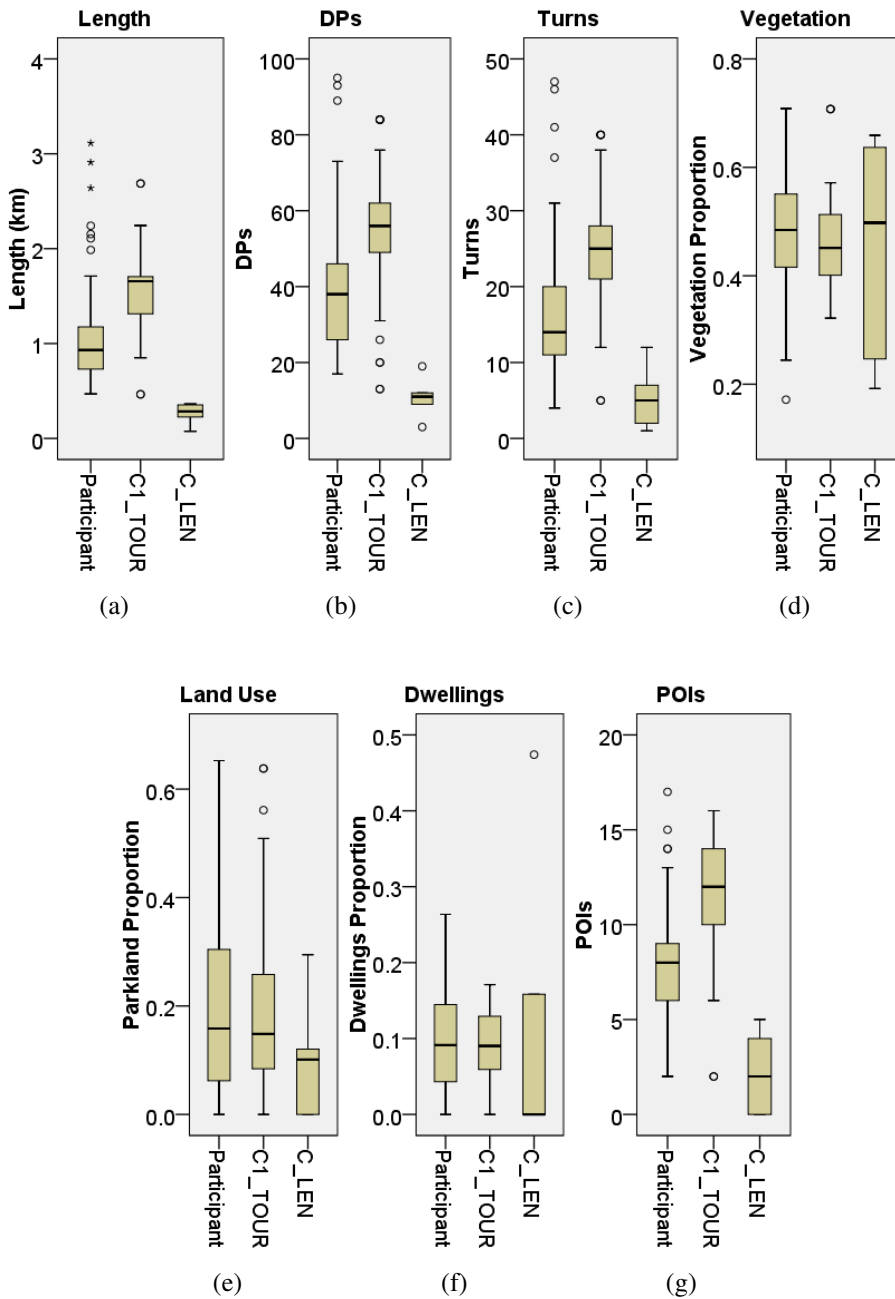 Length
DPs
Turns
Vegetation
Length (km)
4
3
2
1
0
DPs
100
80
60
40
20
0
Turns
50
40
30
20
10
0
Vegetation Proportion
0.8
0.6
0.4
0.2
Participant
C1_TOUR
C_LEN
Participant
C1_TOUR
C_LEN
Participant
C1_TOUR
C_LEN
Participant
C1_TOUR
C_LEN
(a)
(b)
(c)
(d)
Land Use
Dwellings
POIs
Parkland Proportion
0.6
0.4
0.2
0.0
Dwellings Proportion
0.5
0.4
0.3
0.2
0.1
0.0
POIs
20
15
10
5
0
Participant
C1_TOUR
C_LEN
Participant
C1_TOUR
C_LEN
Participant
C1_TOUR
C_LEN
(e)
(f)
(g)